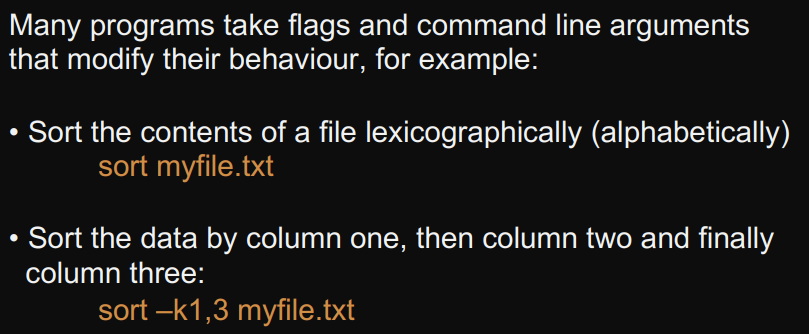 Many programs take flags and command line arguments
that modify their behaviour, for example:
• Sort the contents of a file lexicographically (alphabetically)
sort myfile.txt
• Sort the data by column one, then column two and finally
column three:
sort –k1,3 myfile.txt